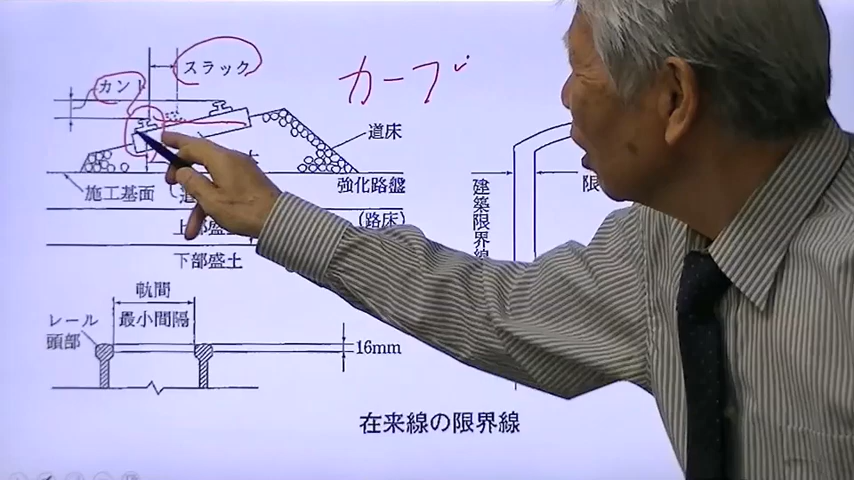 スラック
カント
カーブ
道床
施工基面
強化路盤
(路床)
下部盛土
建築限界線
軌間
レール
頭部
最小間隔
16mm
在来線の限界線